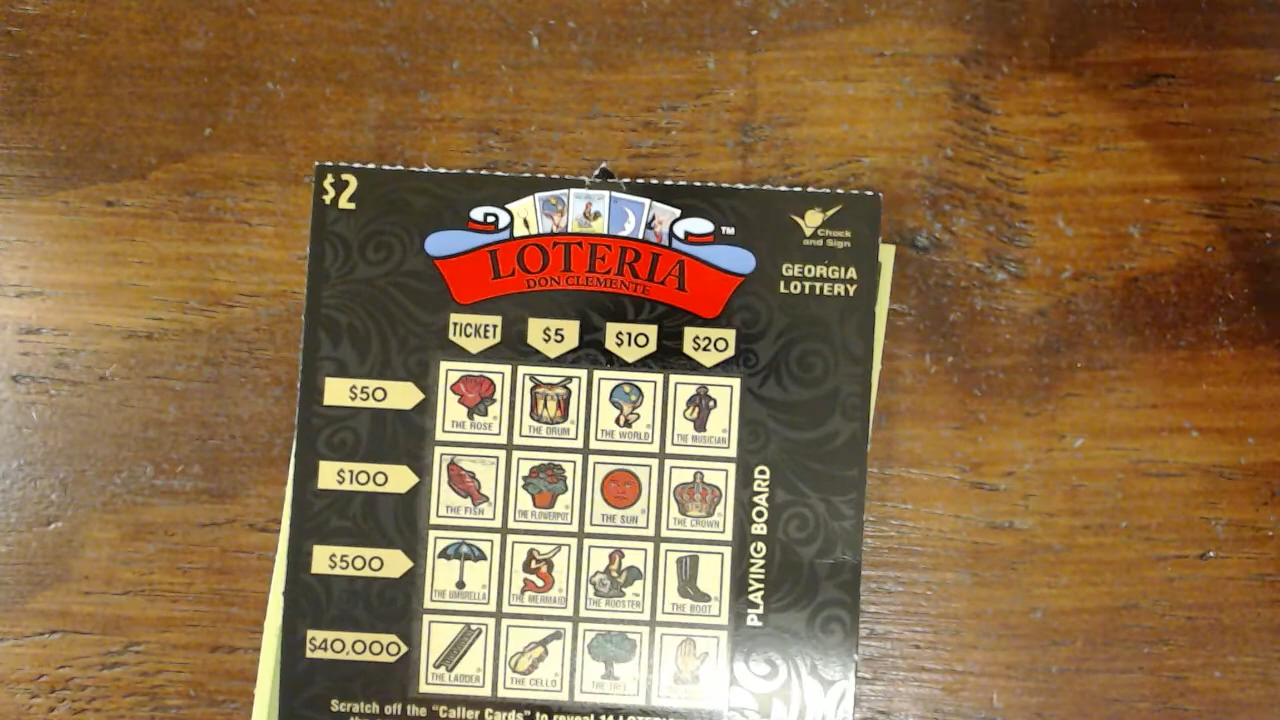 $2
LOTERIA™
DON CLEMENTE
Check
and Sign
GEORGIA
LOTTERY
TICKET $5 $10 $20
$50
THE ROSE THE DRUM THE WORLD THE MUSICIAN
$100
THE FISH THE FLOWERPOT THE SUN THE CROWN
$500
THE UMBRELLA THE MERMAID THE ROOSTER THE BOOT
$40,000
THE LADDER THE CELLO THE TREE
PLAYING BOARD
Scratch off the "Caller Cards" to reveal 14